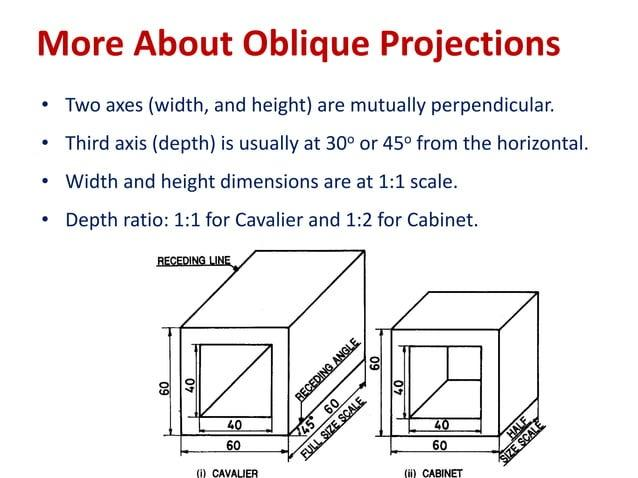 More About Oblique Projections
• Two axes (width, and height) are mutually perpendicular.
• Third axis (depth) is usually at 30° or 45° from the horizontal.
• Width and height dimensions are at 1:1 scale.
• Depth ratio: 1:1 for Cavalier and 1:2 for Cabinet.
RECEDING LINE
60
40
40
60
45°
RECEDING ANGLE
60
FULL SIZE SCALE
(i) CAVALIER
60
40
40
60
HALF
SIZE SCALE
(ii) CABINET